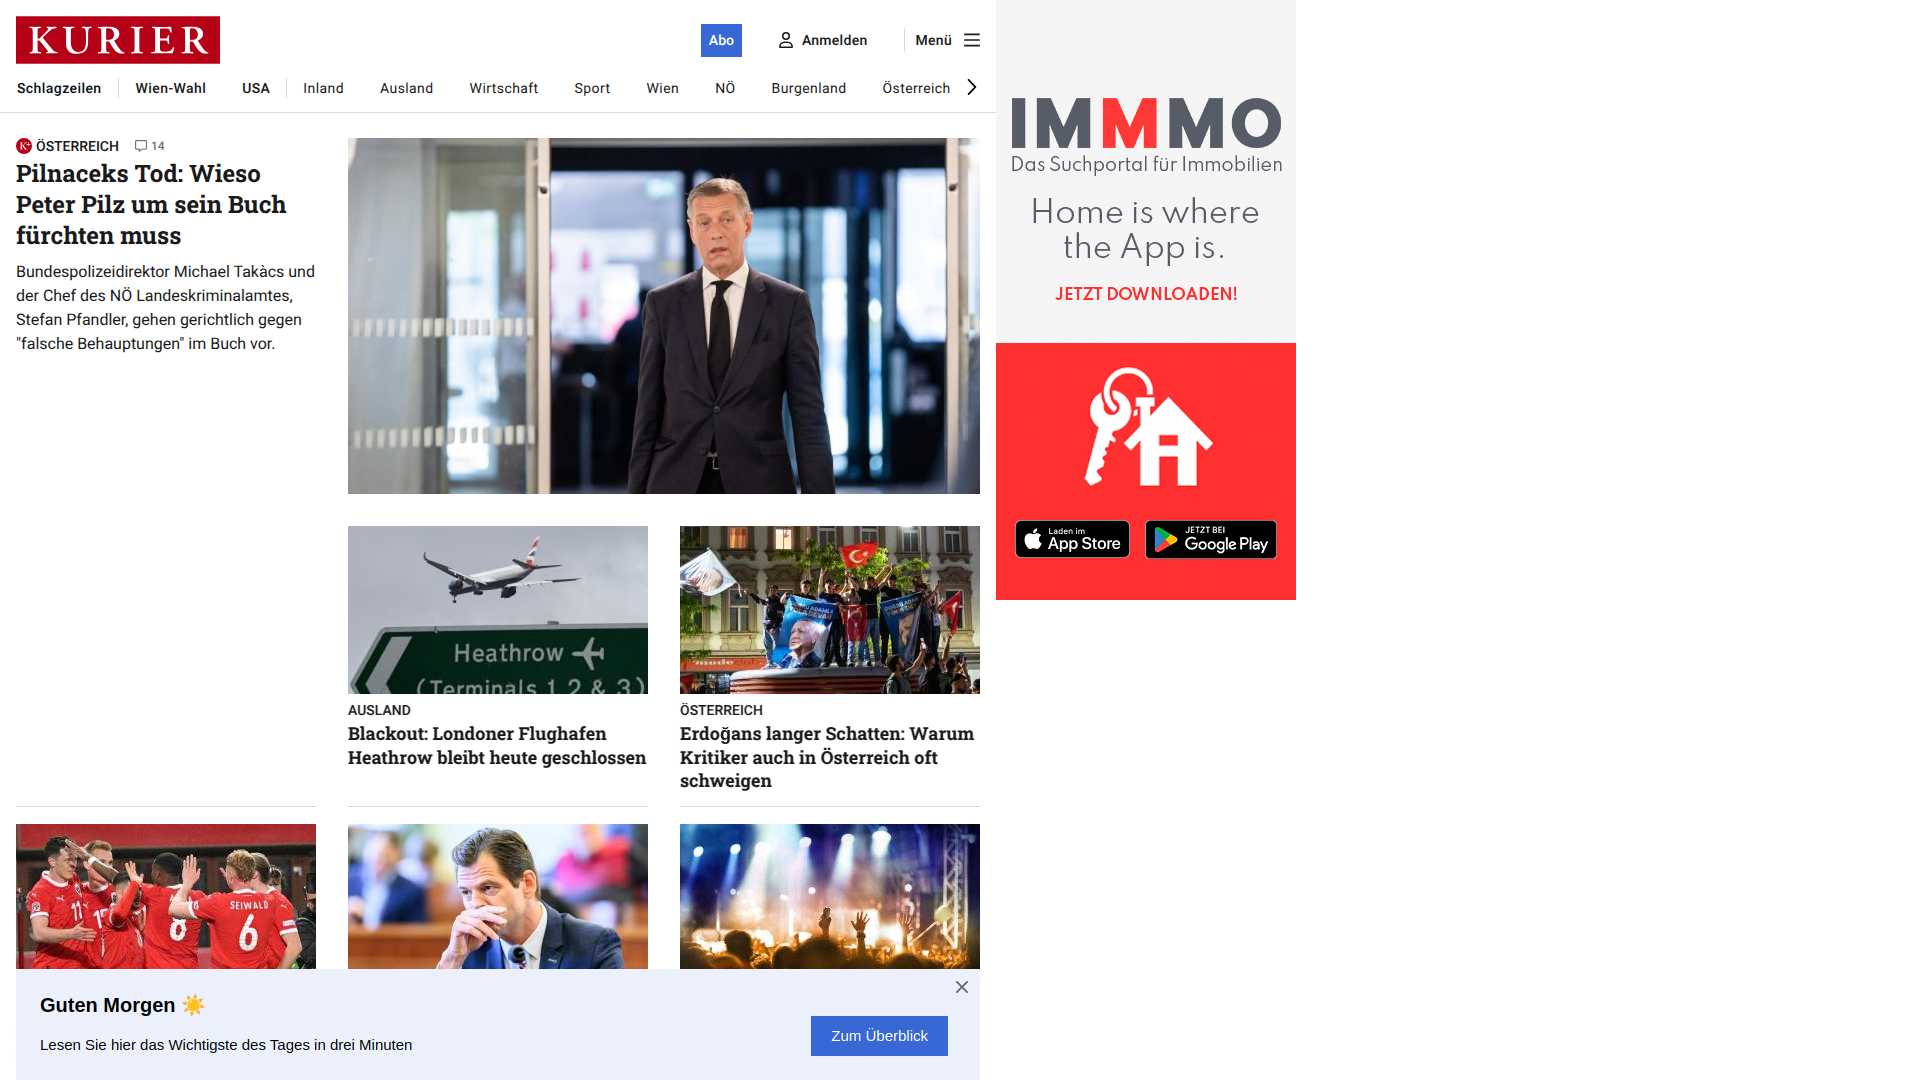 KURIER
Abo
Anmelden
Menü
Schlagzeilen
Wien-Wahl
USA
Inland
Ausland
Wirtschaft
Sport
Wien
NÖ
Burgenland
Österreich
ÖSTERREICH
14
Pilnaceks Tod: Wieso
Peter Pilz um sein Buch
fürchten muss
Bundespolizeidirektor Michael Takàcs und
der Chef des NÖ Landeskriminalamtes,
Stefan Pfandler, gehen gerichtlich gegen
"falsche Behauptungen" im Buch vor.
Heathrow
(Terminals 1, 2 & 3)
AUSLAND
Blackout: Londoner Flughafen
Heathrow bleibt heute geschlossen
ÖSTERREICH
Erdoğans langer Schatten: Warum
Kritiker auch in Österreich oft
schweigen
11
8
SEIWALD
6
Guten Morgen ☀️
Lesen Sie hier das Wichtigste des Tages in drei Minuten
Zum Überblick
IMMMO
Das Suchportal für Immobilien
Home is where
the App is.
JETZT DOWNLOADEN!
Laden im
App Store
JETZT BEI
Google Play